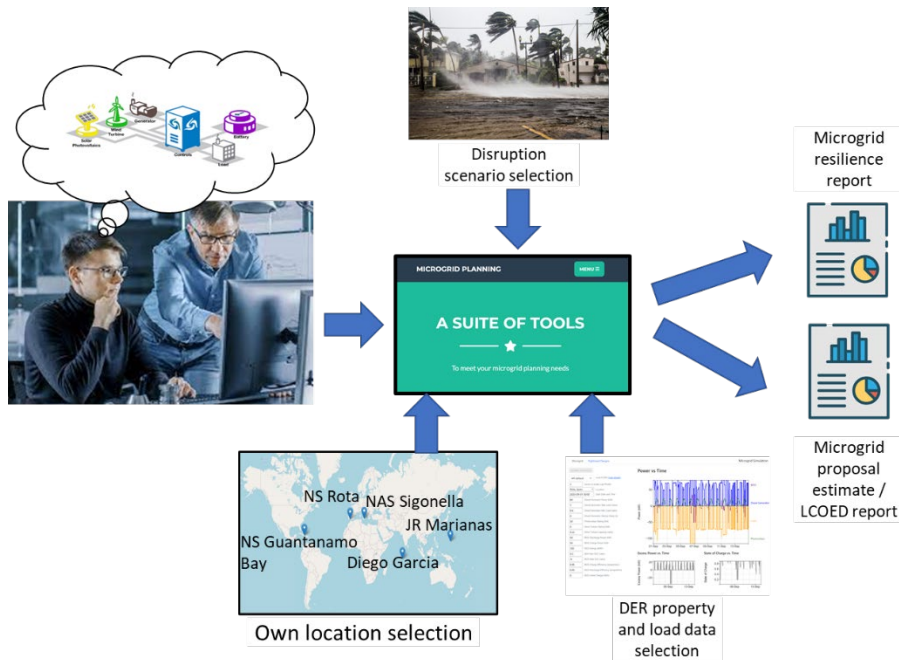 Solar
Photovoltaics
Wind
Turbine
Generator
Controls
Battery
Load
Disruption
scenario selection
Microgrid
resilience
report
MICROGRID PLANNING
MENU
A SUITE OF TOOLS
To meet your microgrid planning needs
NS Rota
NAS Sigonella
JR Marianas
NS Guantanamo
Bay
Diego Garcia
Own location selection
Power vs Time
DER property
and load data
selection
Microgrid
proposal
estimate /
LCOED report